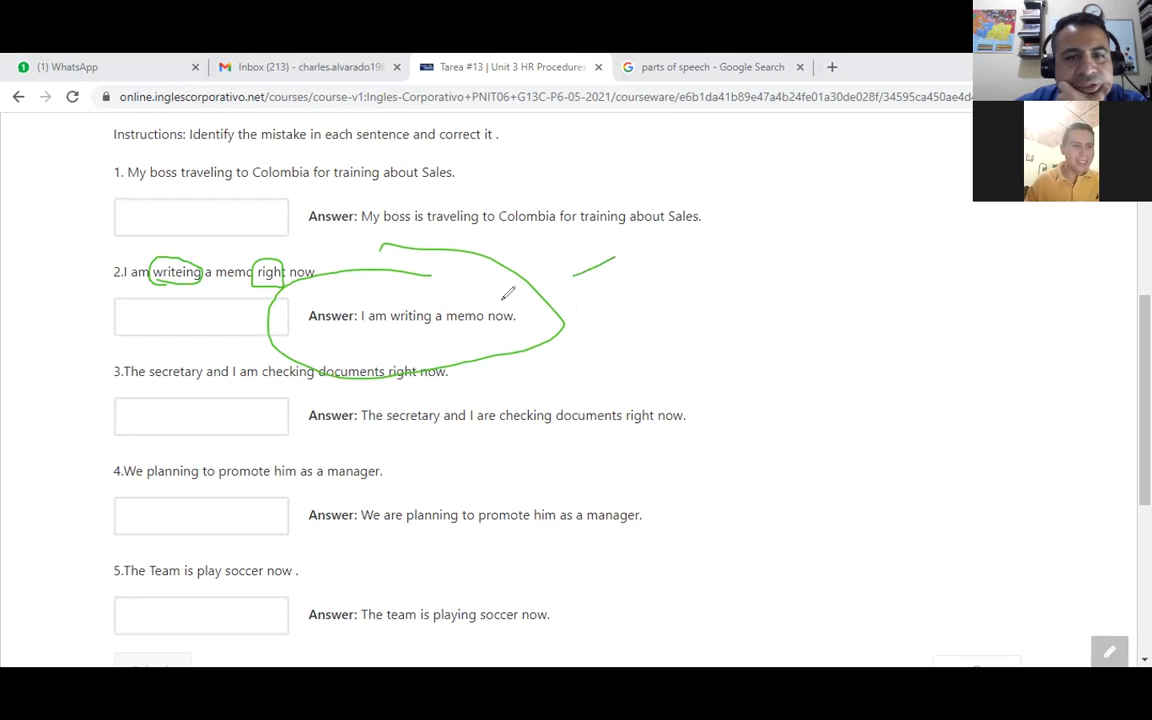 (1) WhatsApp
Inbox (213) - charles.alvarado198
Tarea #13 | Unit 3 HR Procedures
parts of speech - Google Search
online.inglescorporativo.net/courses/course-v1:Ingles-Corporativo+PNIT06+G13C-P6-05-2021/courseware/e6b1da41b89e47a4b24fe01a30de028f/34595ca450ae4d4
Instructions: Identify the mistake in each sentence and correct it .
1. My boss traveling to Colombia for training about Sales.
Answer: My boss is traveling to Colombia for training about Sales.
2.I am writeing a memo right now.
Answer: I am writing a memo now.
3.The secretary and I am checking documents right now.
Answer: The secretary and I are checking documents right now.
4.We planning to promote him as a manager.
Answer: We are planning to promote him as a manager.
5.The Team is play soccer now .
Answer: The team is playing soccer now.